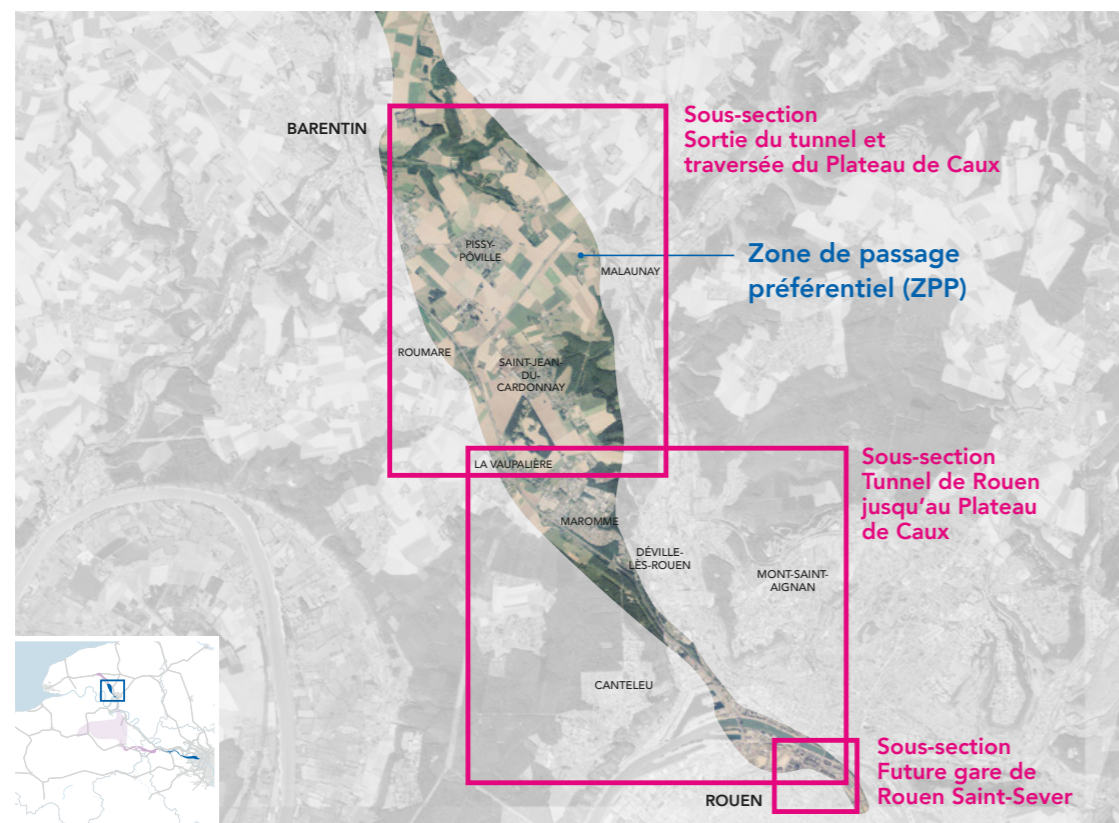 BARENTIN
Sous-section
Sortie du tunnel et
traversée du Plateau de Caux
PISSY-
PÔVILLE
Zone de passage
préférentiel (ZPP)
MALAUNAY
ROUMARE
SAINT-JEAN-
DU-
CARDONNAY
LA VAUPALIÈRE
Sous-section
Tunnel de Rouen
jusqu'au Plateau
de Caux
MAROMME
DÉVILLE-
LÈS-ROUEN
MONT-SAINT-
AIGNAN
CANTELEU
Sous-section
Future gare de
Rouen Saint-Sever
ROUEN